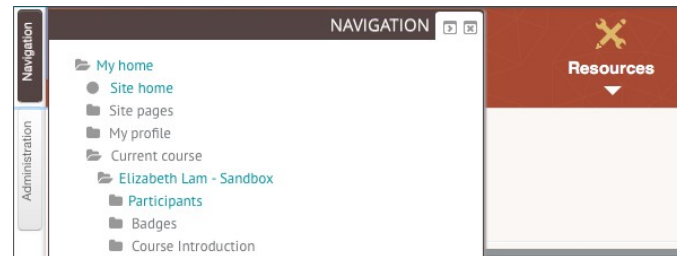 Navigation
Administration
NAVIGATION
My home
Site home
Site pages
My profile
Current course
Elizabeth Lam - Sandbox
Participants
Badges
Course Introduction
Resources